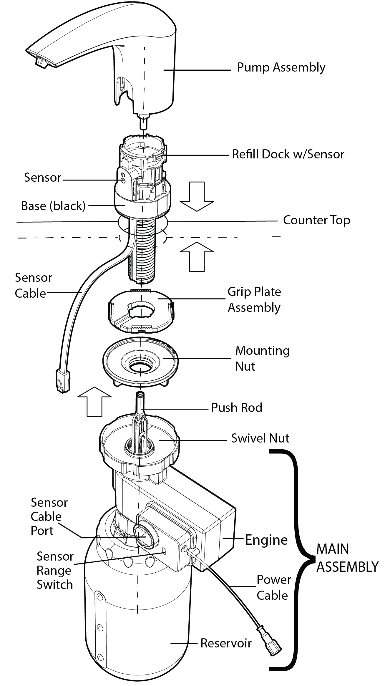 Pump Assembly
Refill Dock w/Sensor
Sensor
Base (black)
Counter Top
Sensor
Cable
Grip Plate
Assembly
Mounting
Nut
Push Rod
Swivel Nut
Sensor
Cable
Port
Engine
Sensor
Range
Switch
MAIN
ASSEMBLY
Power
Cable
Reservoir